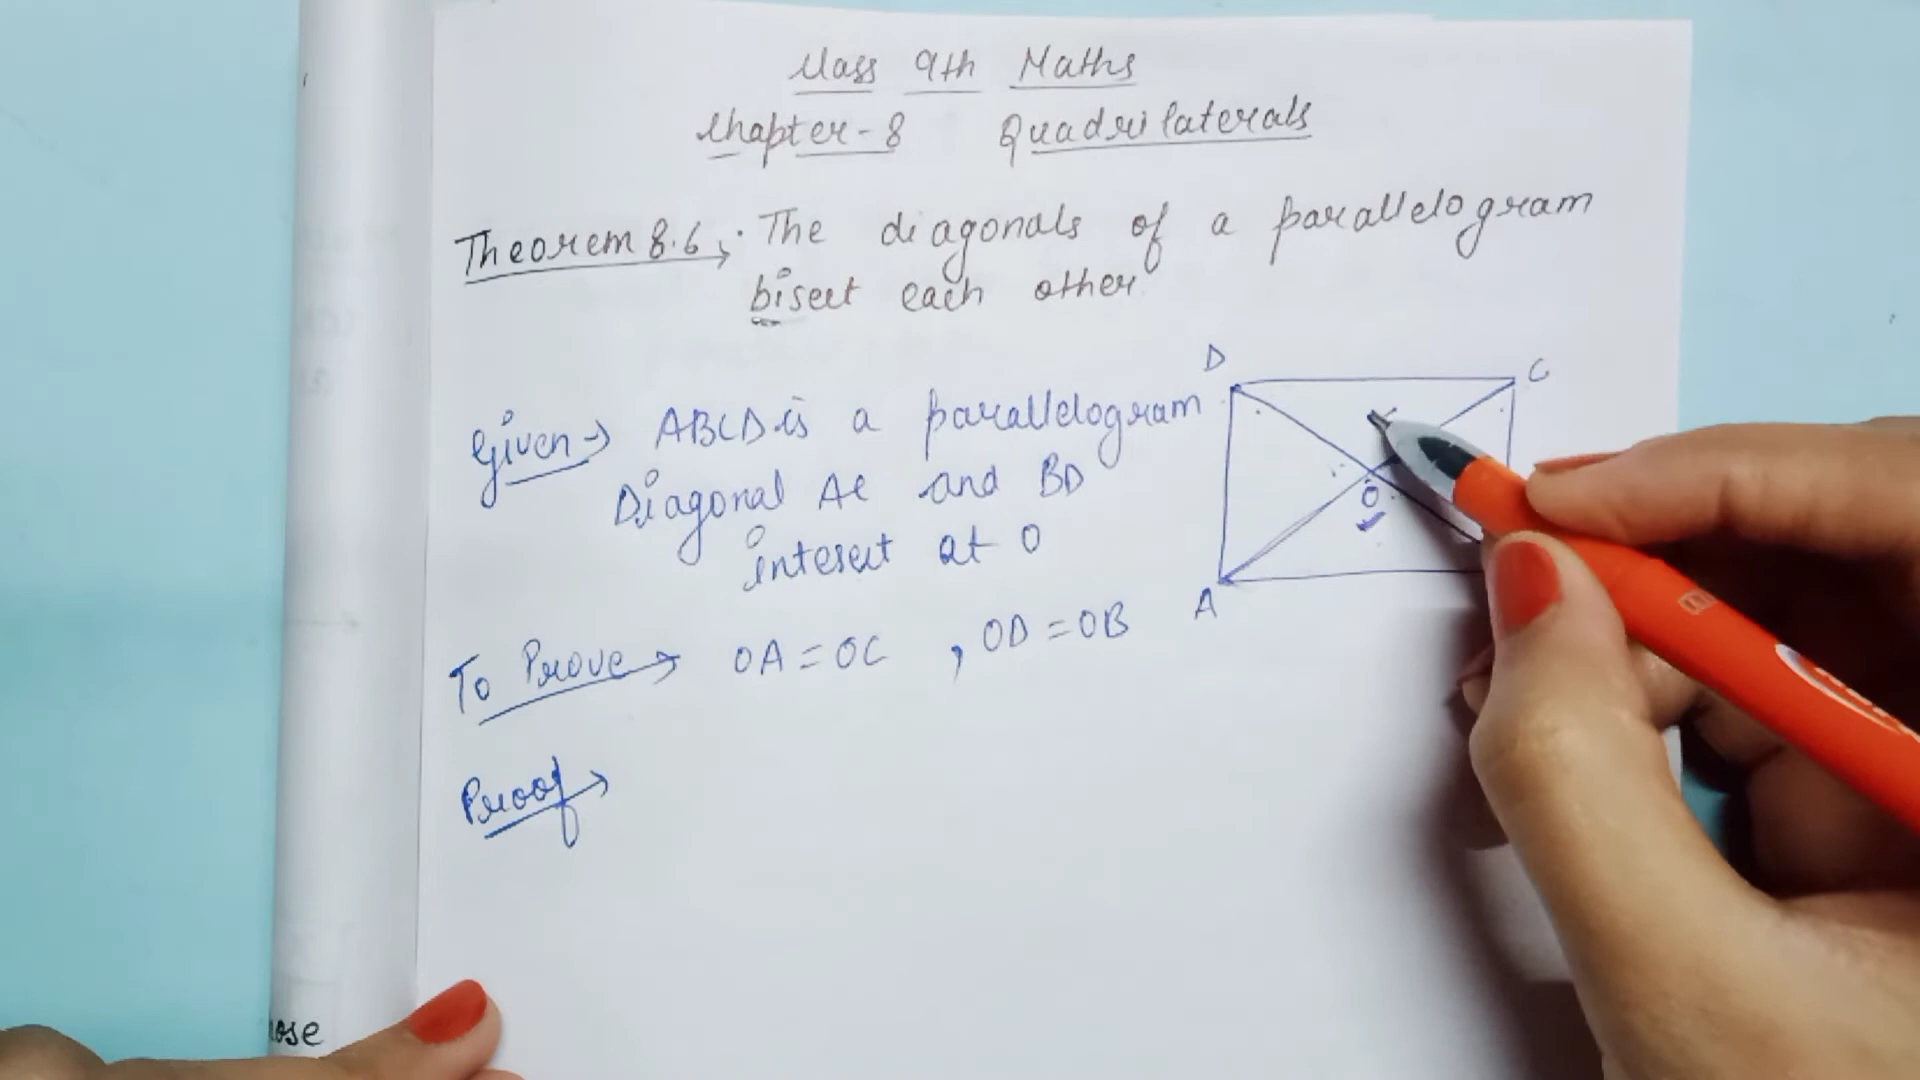 Class 9th Maths
Chapter-8 Quadrilaterals
Theorem 8.6 → The diagonals of a parallelogram
bisect each other
D C
Given → ABCD is a parallelogram
Diagonal AC and BD
O
intesect at O
A
To Prove → OA = OC , OD = OB
Proof →
ose